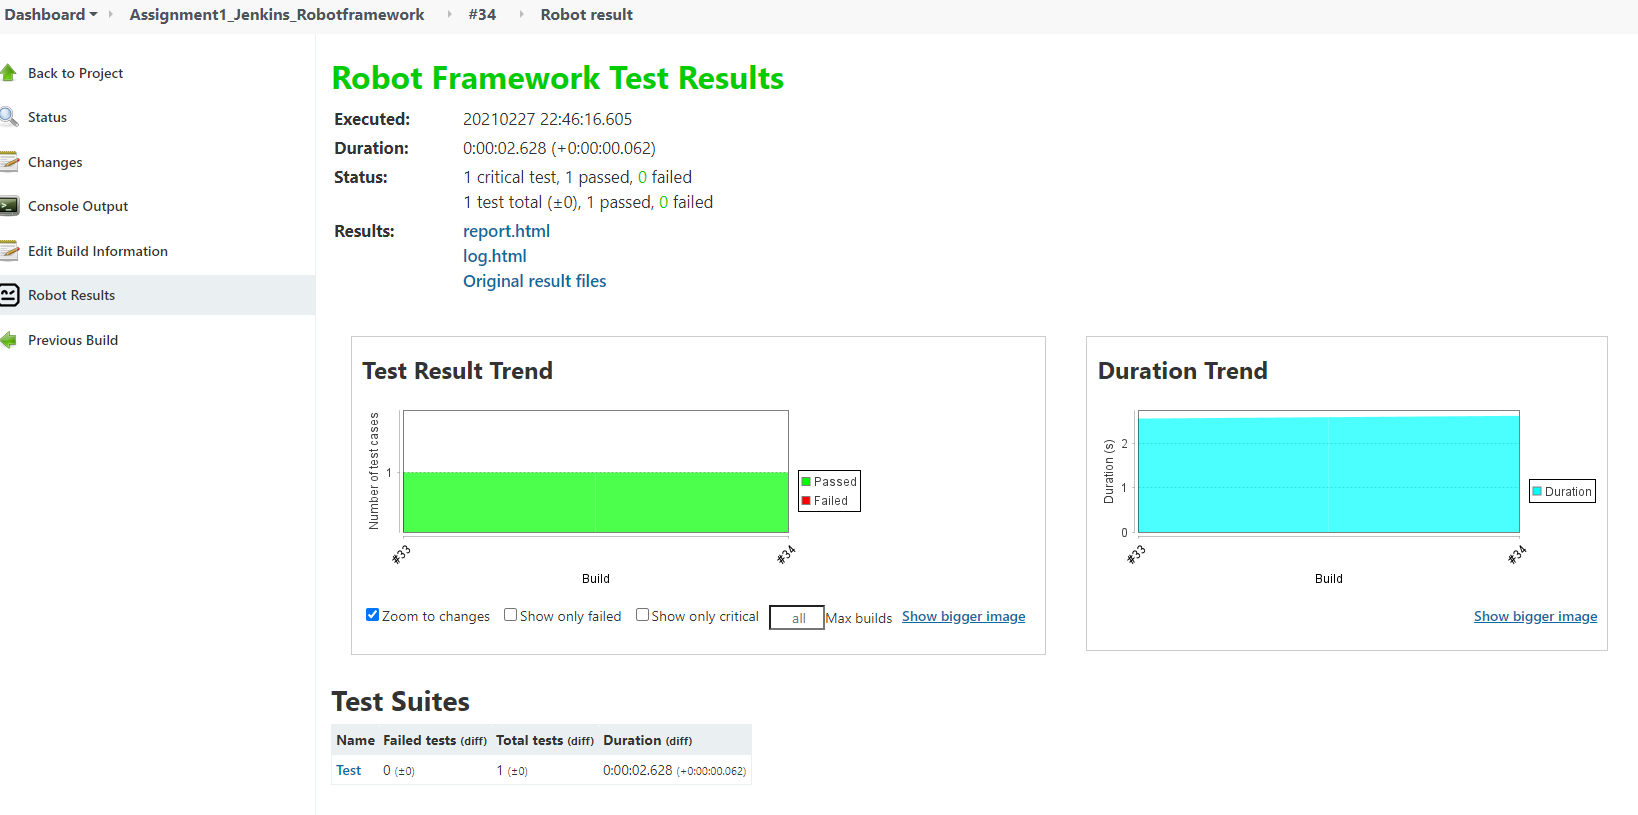 Dashboard Assignment1_Jenkins_Robotframework #34 Robot result
Back to Project
Status
Changes
Console Output
Edit Build Information
Robot Results
Previous Build
Robot Framework Test Results
Executed: 20210227 22:46:16.605
Duration: 0:00:02.628 (+0:00:00.062)
Status: 1 critical test, 1 passed, 0 failed
1 test total (±0), 1 passed, 0 failed
Results: report.html
log.html
Original result files
Test Result Trend
Number of test cases
1
#33 #34
Build
Passed
Failed
Zoom to changes Show only failed Show only critical all Max builds Show bigger image
Duration Trend
Duration (s)
2
1
0
#33 #34
Build
Duration
Show bigger image
Test Suites
Name Failed tests (diff) Total tests (diff) Duration (diff)
Test 0 (±0) 1 (±0) 0:00:02.628 (+0:00:00.062)